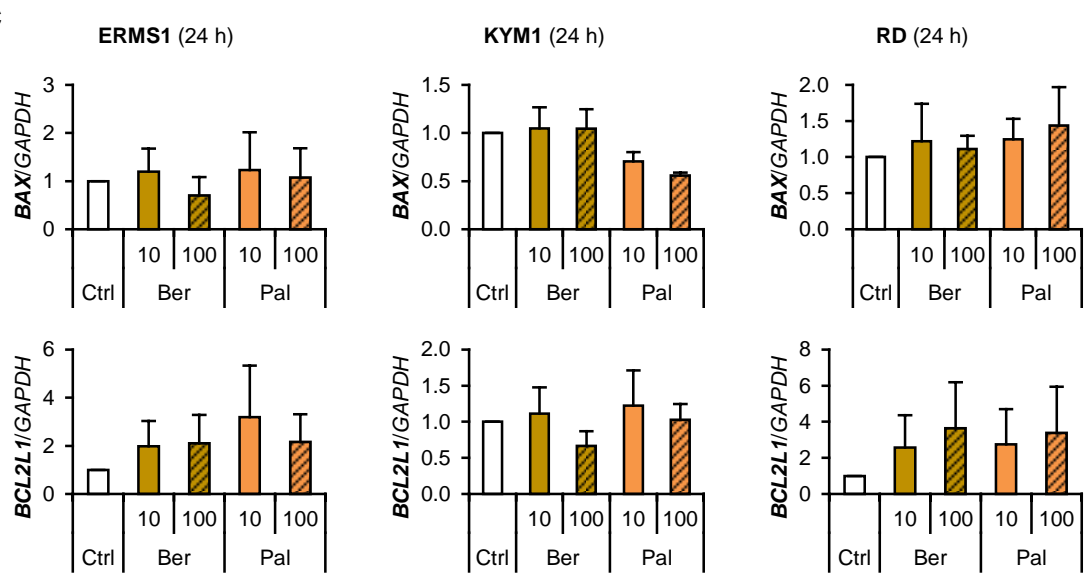 ERMS1 (24 h)
KYM1 (24 h)
RD (24 h)
BAX/GAPDH
3
2
1
0
10 100 10 100
Ctrl Ber Pal
BAX/GAPDH
1.5
1.0
0.5
0.0
10 100 10 100
Ctrl Ber Pal
BAX/GAPDH
2.0
1.5
1.0
0.5
0.0
10 100 10 100
Ctrl Ber Pal
BCL2L1/GAPDH
6
4
2
0
10 100 10 100
Ctrl Ber Pal
BCL2L1/GAPDH
2.0
1.5
1.0
0.5
0.0
10 100 10 100
Ctrl Ber Pal
BCL2L1/GAPDH
8
6
4
2
0
10 100 10 100
Ctrl Ber Pal